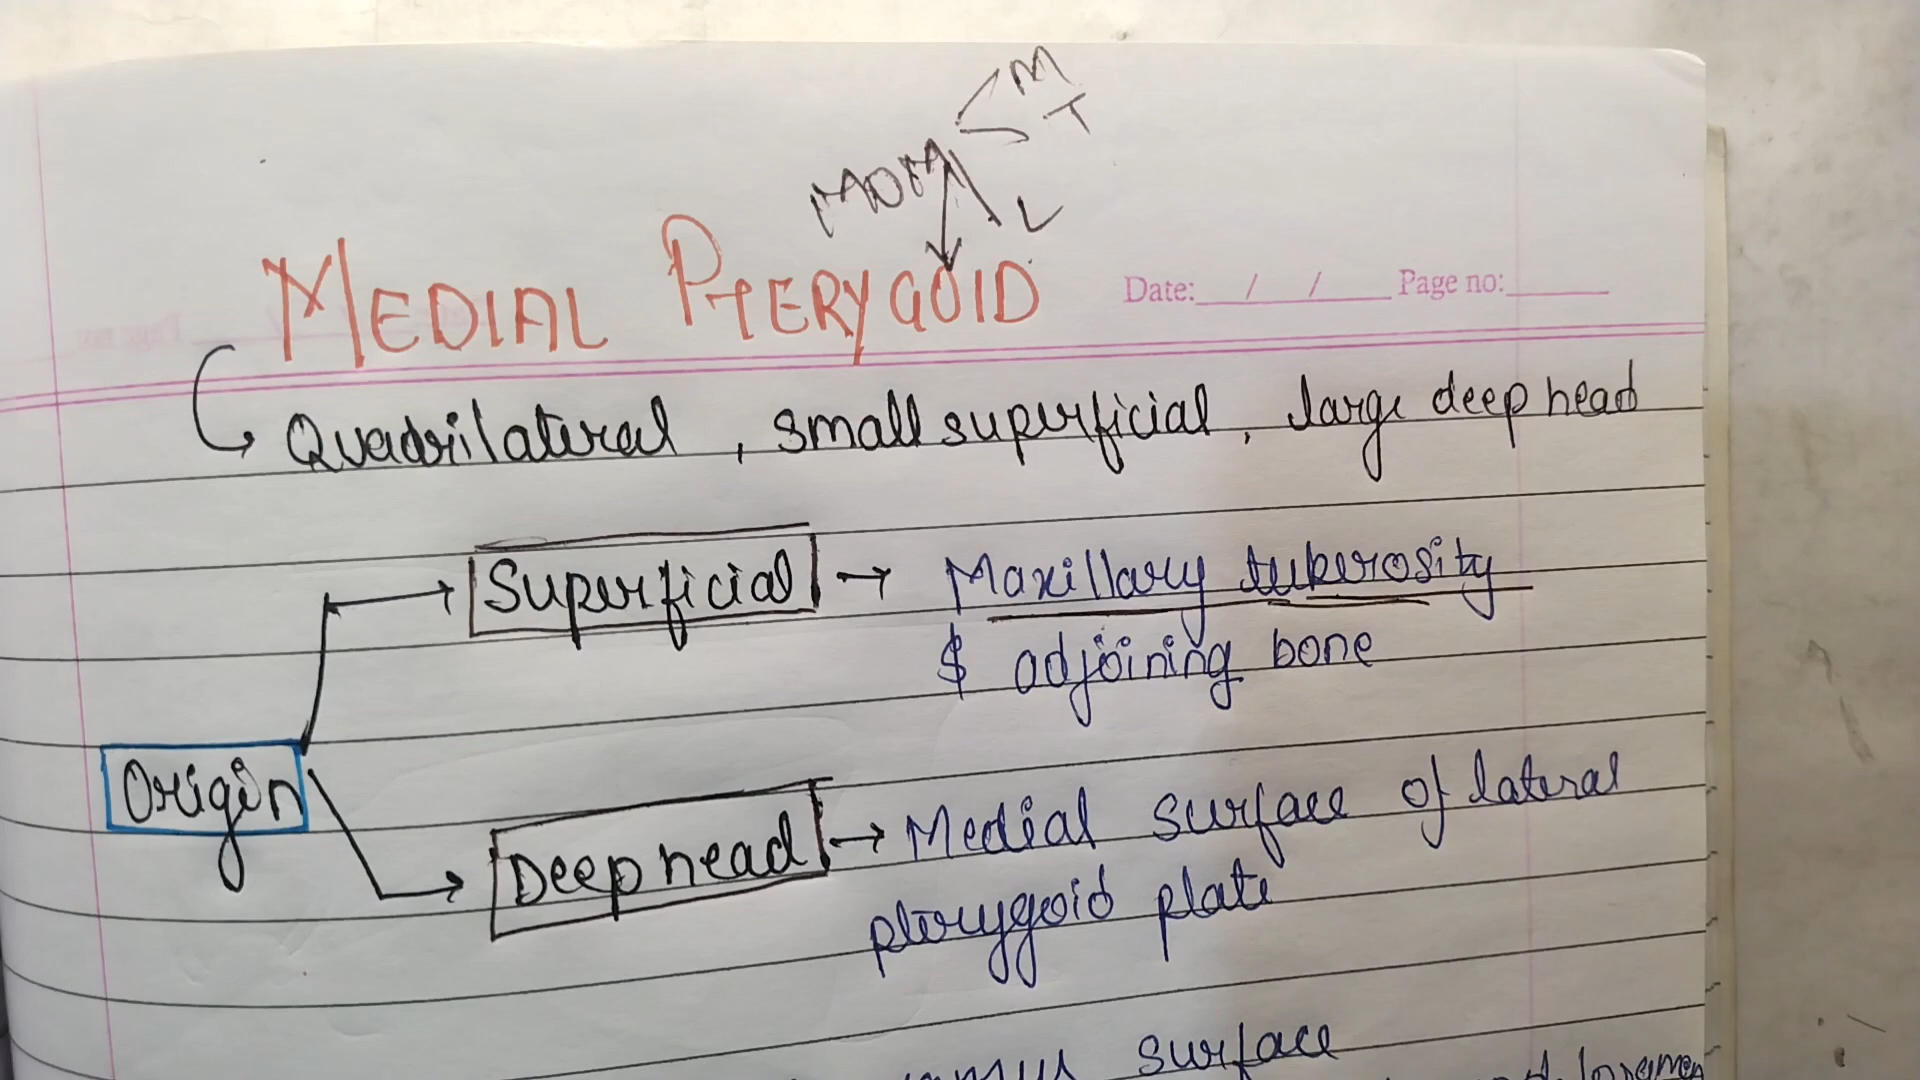 M
T
MOM
L
MEDIAL PTERYGOID
Date: / / Page no:
Quadrilateral, small superficial, large deep head
Superficial → Maxillary tuberosity
$ adjoining bone
Origin
Deep head → Medial surface of lateral
pterygoid plate
surface